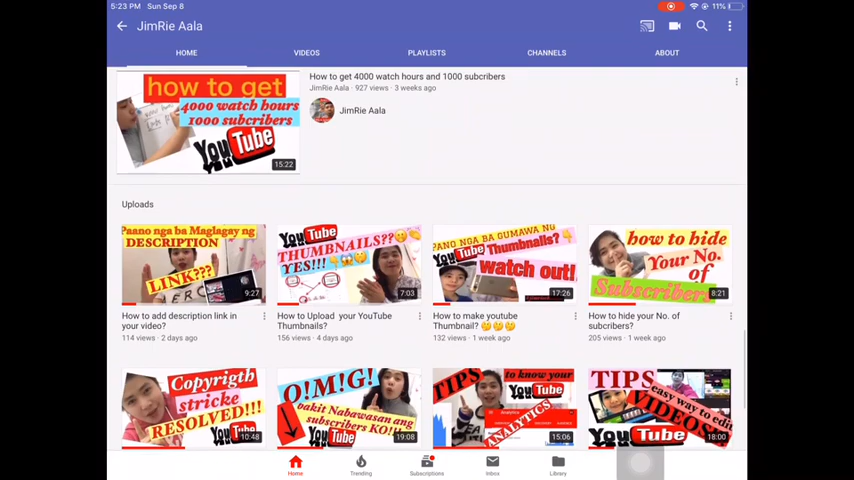 5:23 PM Sun Sep 8
11%
JimRie Aala
HOME
VIDEOS
PLAYLISTS
CHANNELS
ABOUT
how to get
4000 watch hours
1000 subcribers
YouTube
15:22
How to get 4000 watch hours and 1000 subcribers
JimRie Aala · 927 views · 3 weeks ago
JimRie Aala
Uploads
Paano nga ba Maglagay ng
DESCRIPTION
LINK???
9:27
How to add description link in
your video?
114 views · 2 days ago
YouTube
THUMBNAILS??
YES!!!
7:03
How to Upload your YouTube
Thumbnails?
156 views · 4 days ago
PANO NGA BA GUMAWA NG
YouTube Thumbnails?
watch out!
17:26
How to make youtube
Thumbnail? 🤔🤔🤔
132 views · 1 week ago
how to hide
Your No.
of
Subscribers
8:21
How to hide your No. of
subcribers?
205 views · 1 week ago
Copyrigth
stricke
RESOLVED!!!
YouTube
10:48
O!M!G!
bakit Nabawasan ang
subscribers KO!!
YouTube
19:08
TIPS
to know your
YouTube
ANALYTICS
15:06
TIPS
easy way to edit
VIDEOS
YouTube
18:00
Home
Trending
Subscriptions
Inbox
Library